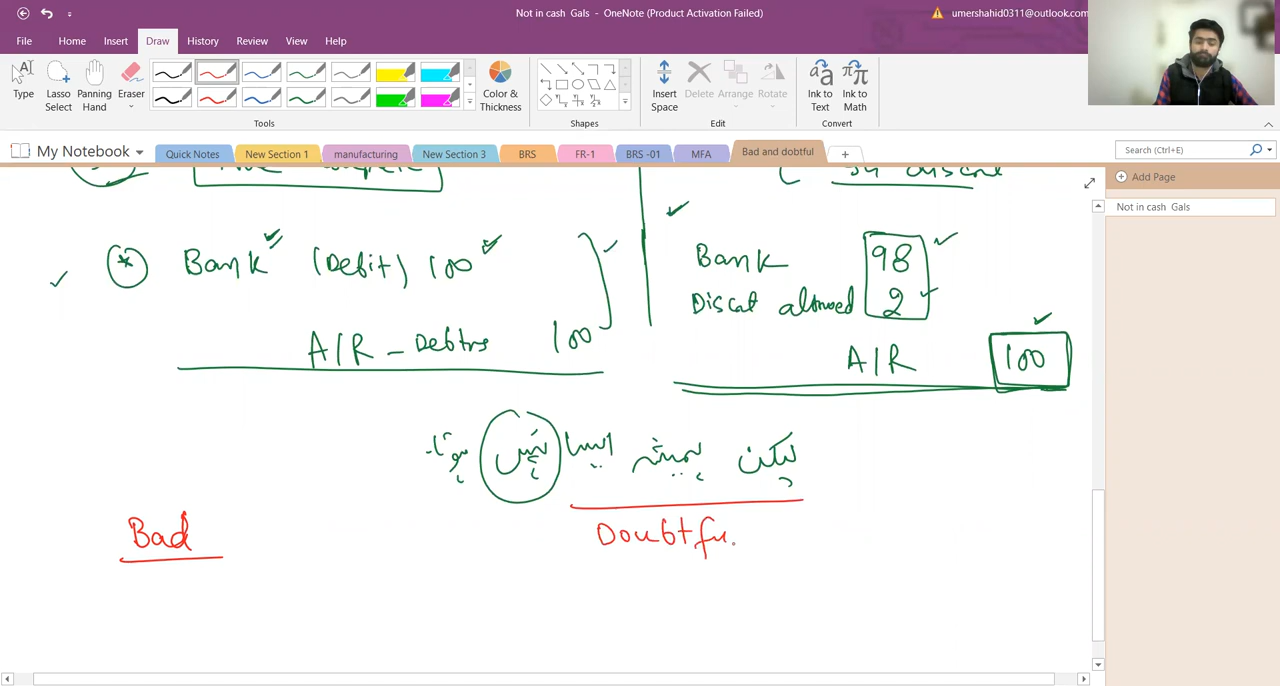 Not in cash Gals - OneNote (Product Activation Failed)
umershahid0311@outlook.com
File Home Insert Draw History Review View Help
Type
Lasso Select
Panning Hand
Eraser
Color & Thickness
Insert Space
Delete
Arrange
Rotate
Ink to Text
Ink to Math
Tools
Shapes
Edit
Convert
My Notebook
Quick Notes
New Section 1
manufacturing
New Section 3
BRS
FR-1
BRS -01
MFA
Bad and dobtful
Search (Ctrl+E)
Add Page
Not in cash Gals
Bank (Debit) 100
A/R - Debtrs 100
Bank 98
Discat allowed 2
A/R 100
لیکن ہمیشہ ایسا نہیں ہوتا۔
Bad
Doubtfu